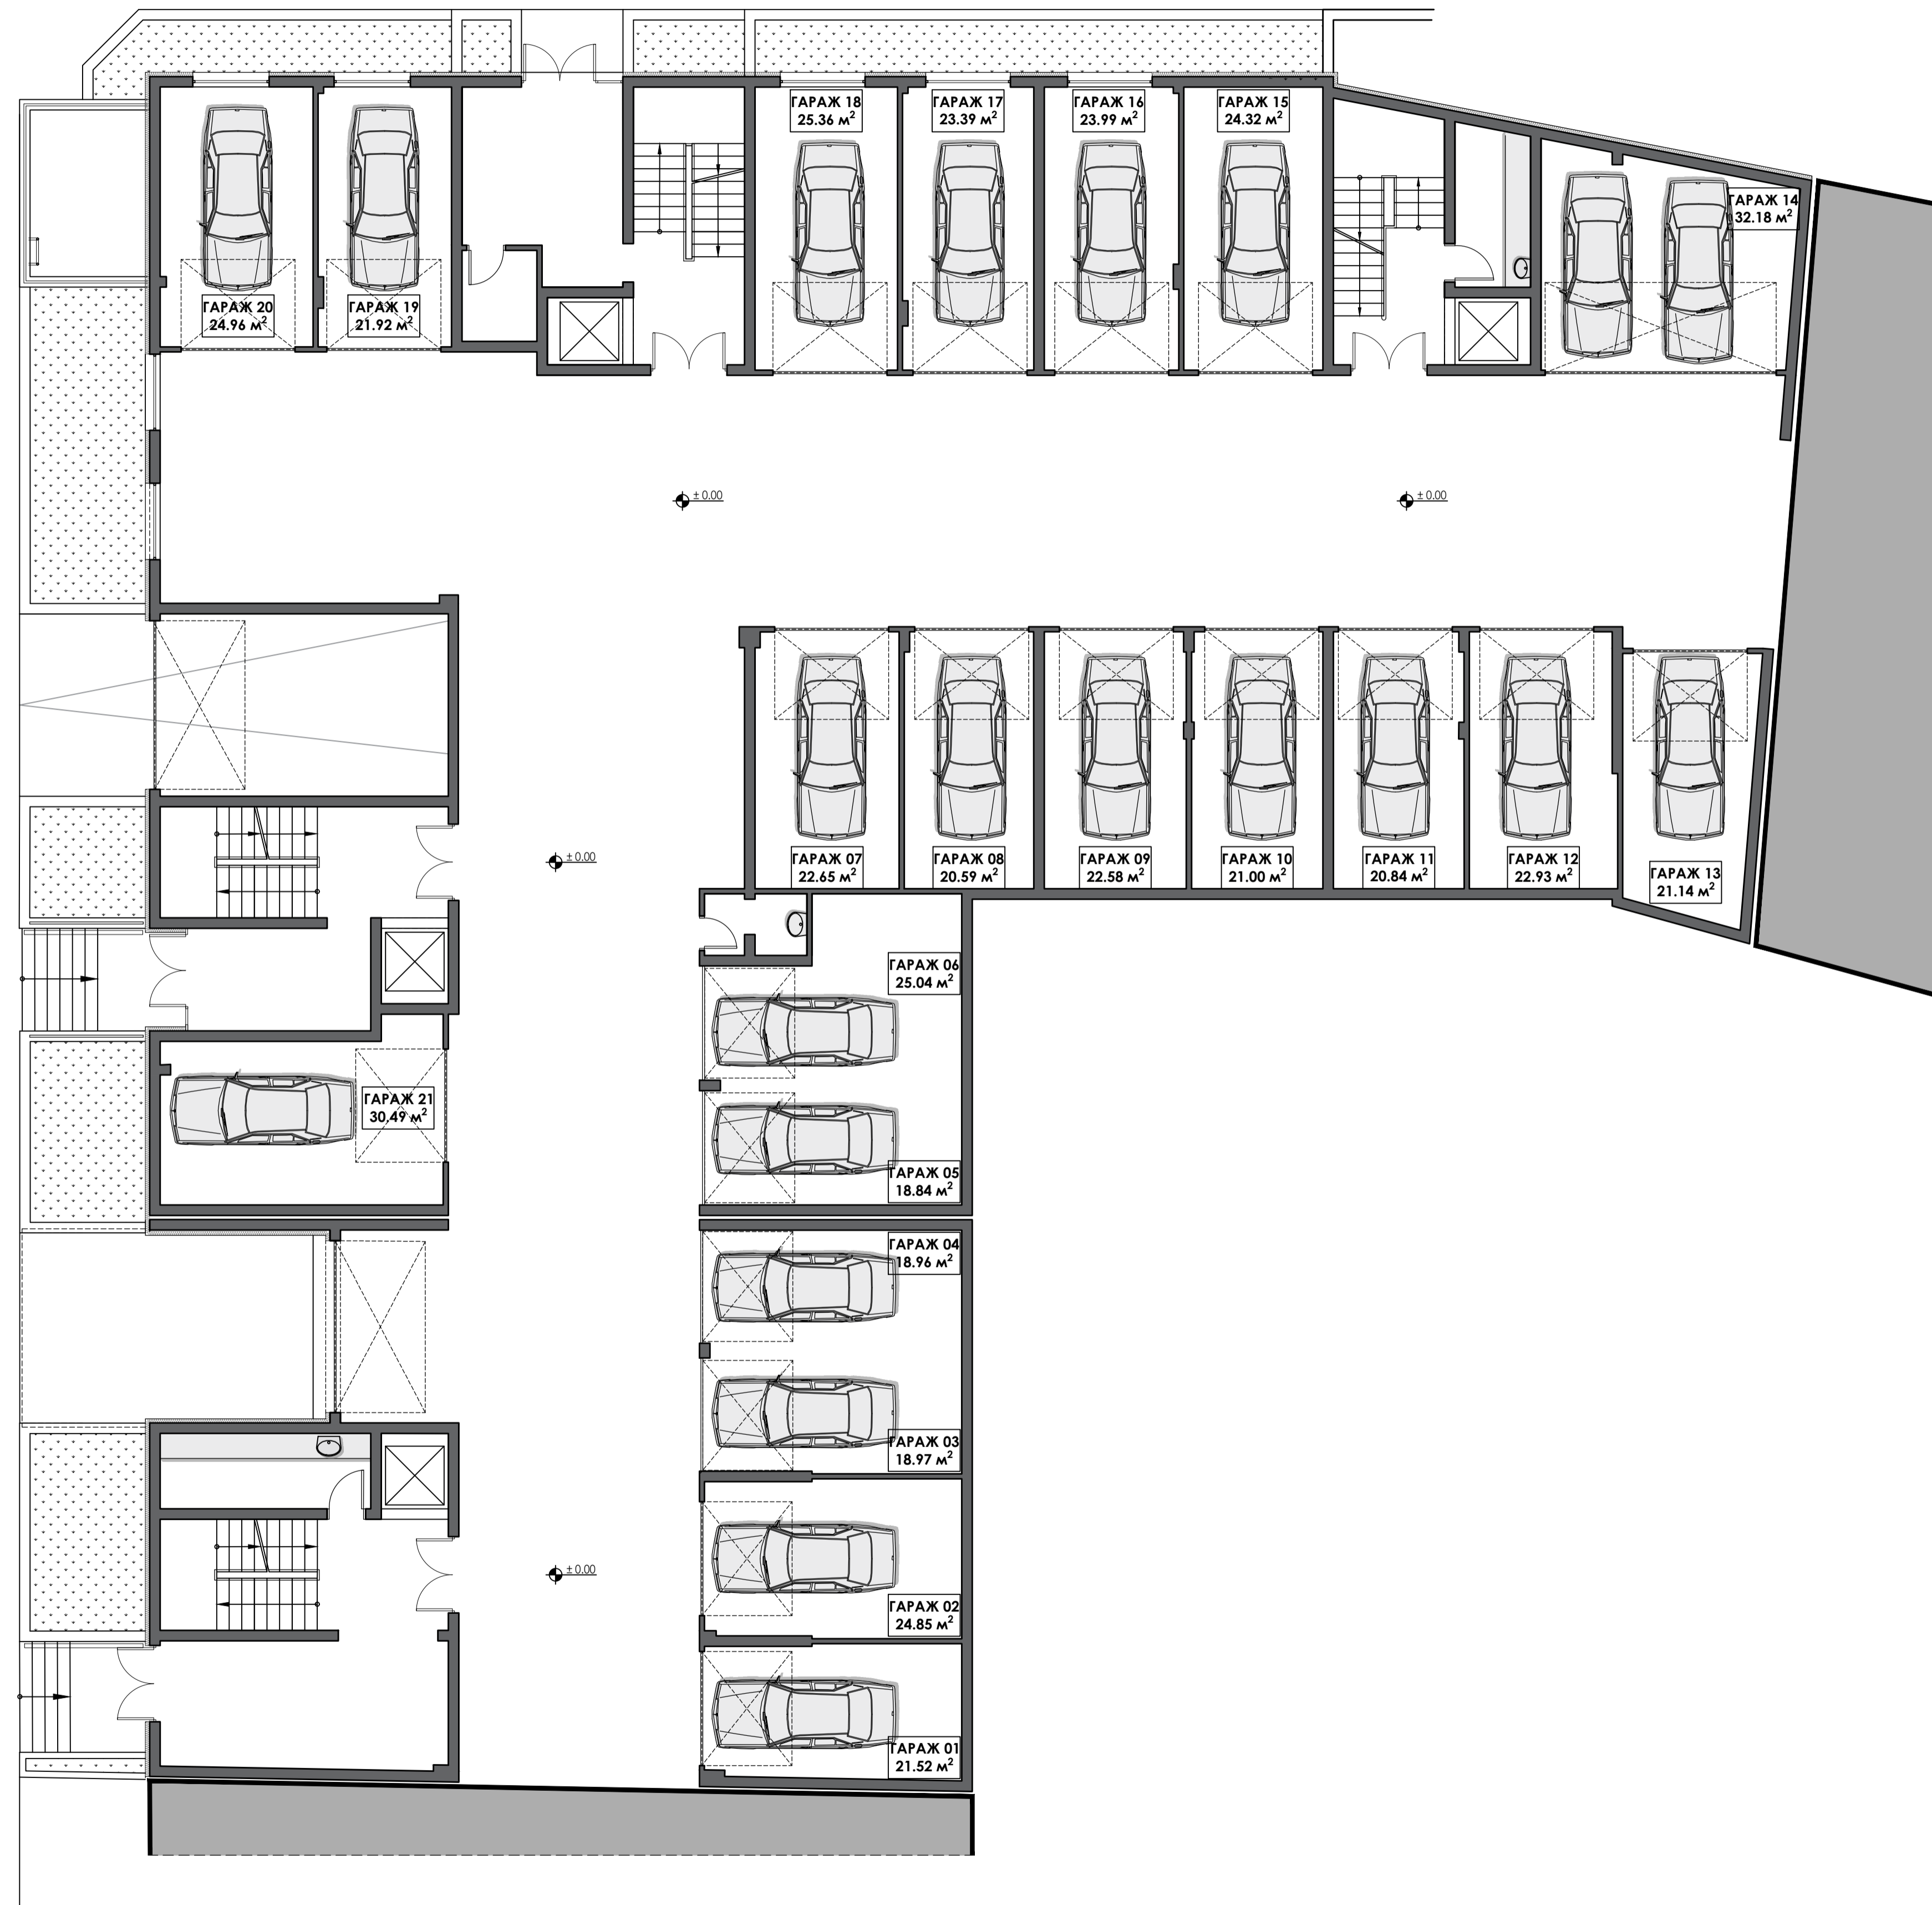 ГАРАЖ 18
25.36 м²
ГАРАЖ 17
23.39 м²
ГАРАЖ 16
23.99 м²
ГАРАЖ 15
24.32 м²
ГАРАЖ 14
32.18 м²
ГАРАЖ 20
24.96 м²
ГАРАЖ 19
21.92 м²
± 0.00
± 0.00
± 0.00
ГАРАЖ 07
22.65 м²
ГАРАЖ 08
20.59 м²
ГАРАЖ 09
22.58 м²
ГАРАЖ 10
21.00 м²
ГАРАЖ 11
20.84 м²
ГАРАЖ 12
22.93 м²
ГАРАЖ 13
21.14 м²
ГАРАЖ 06
25.04 м²
ГАРАЖ 21
30.49 м²
ГАРАЖ 05
18.84 м²
ГАРАЖ 04
18.96 м²
ГАРАЖ 03
18.97 м²
± 0.00
ГАРАЖ 02
24.85 м²
ГАРАЖ 01
21.52 м²